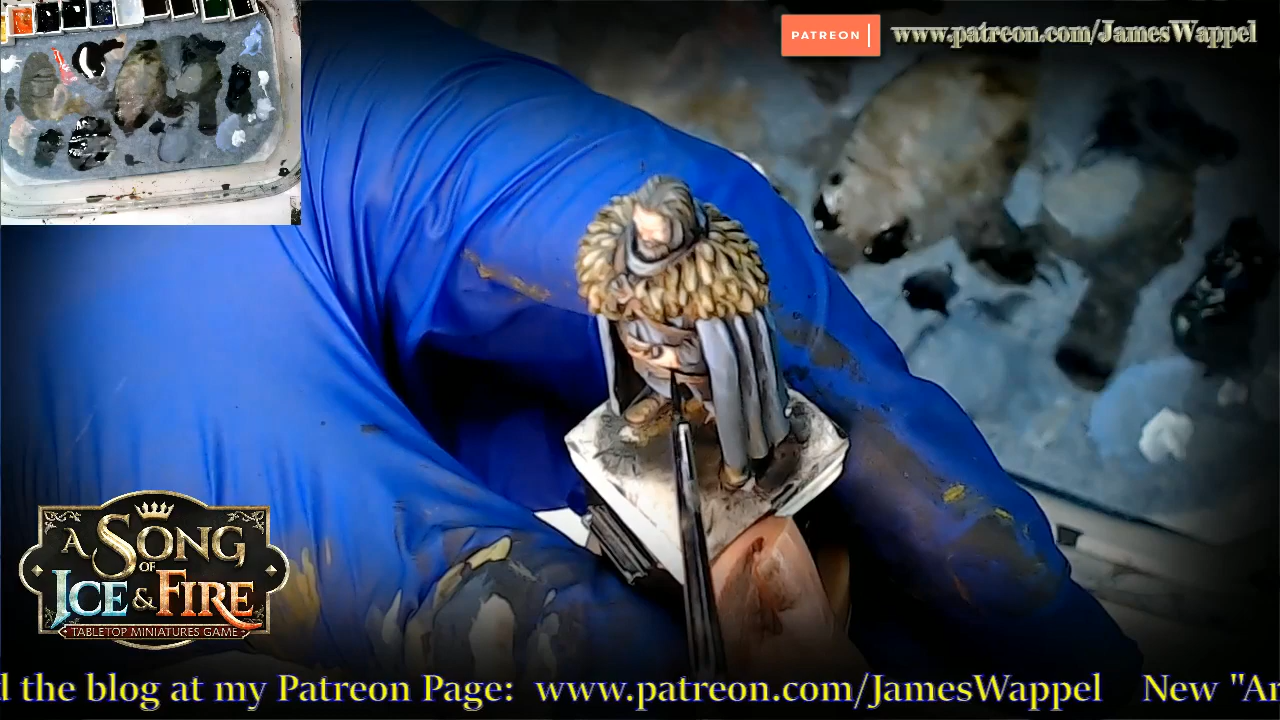 PATREON
www.patreon.com/JamesWappel
A SONG
OF
ICE & FIRE
TABLETOP MINIATURES GAME
d the blog at my Patreon Page: www.patreon.com/JamesWappel New "Ar